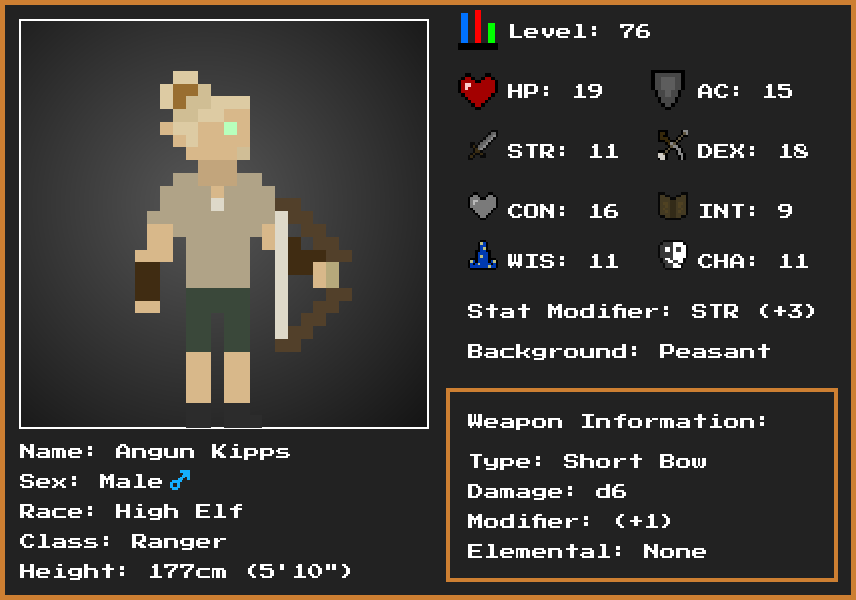 Level: 76
HP: 19 AC: 15
STR: 11 DEX: 18
CON: 16 INT: 9
WIS: 11 CHA: 11
Stat Modifier: STR (+3)
Background: Peasant
Weapon Information:
Type: Short Bow
Damage: d6
Modifier: (+1)
Elemental: None
Name: Angun Kipps
Sex: Male ♂
Race: High Elf
Class: Ranger
Height: 177cm (5'10")